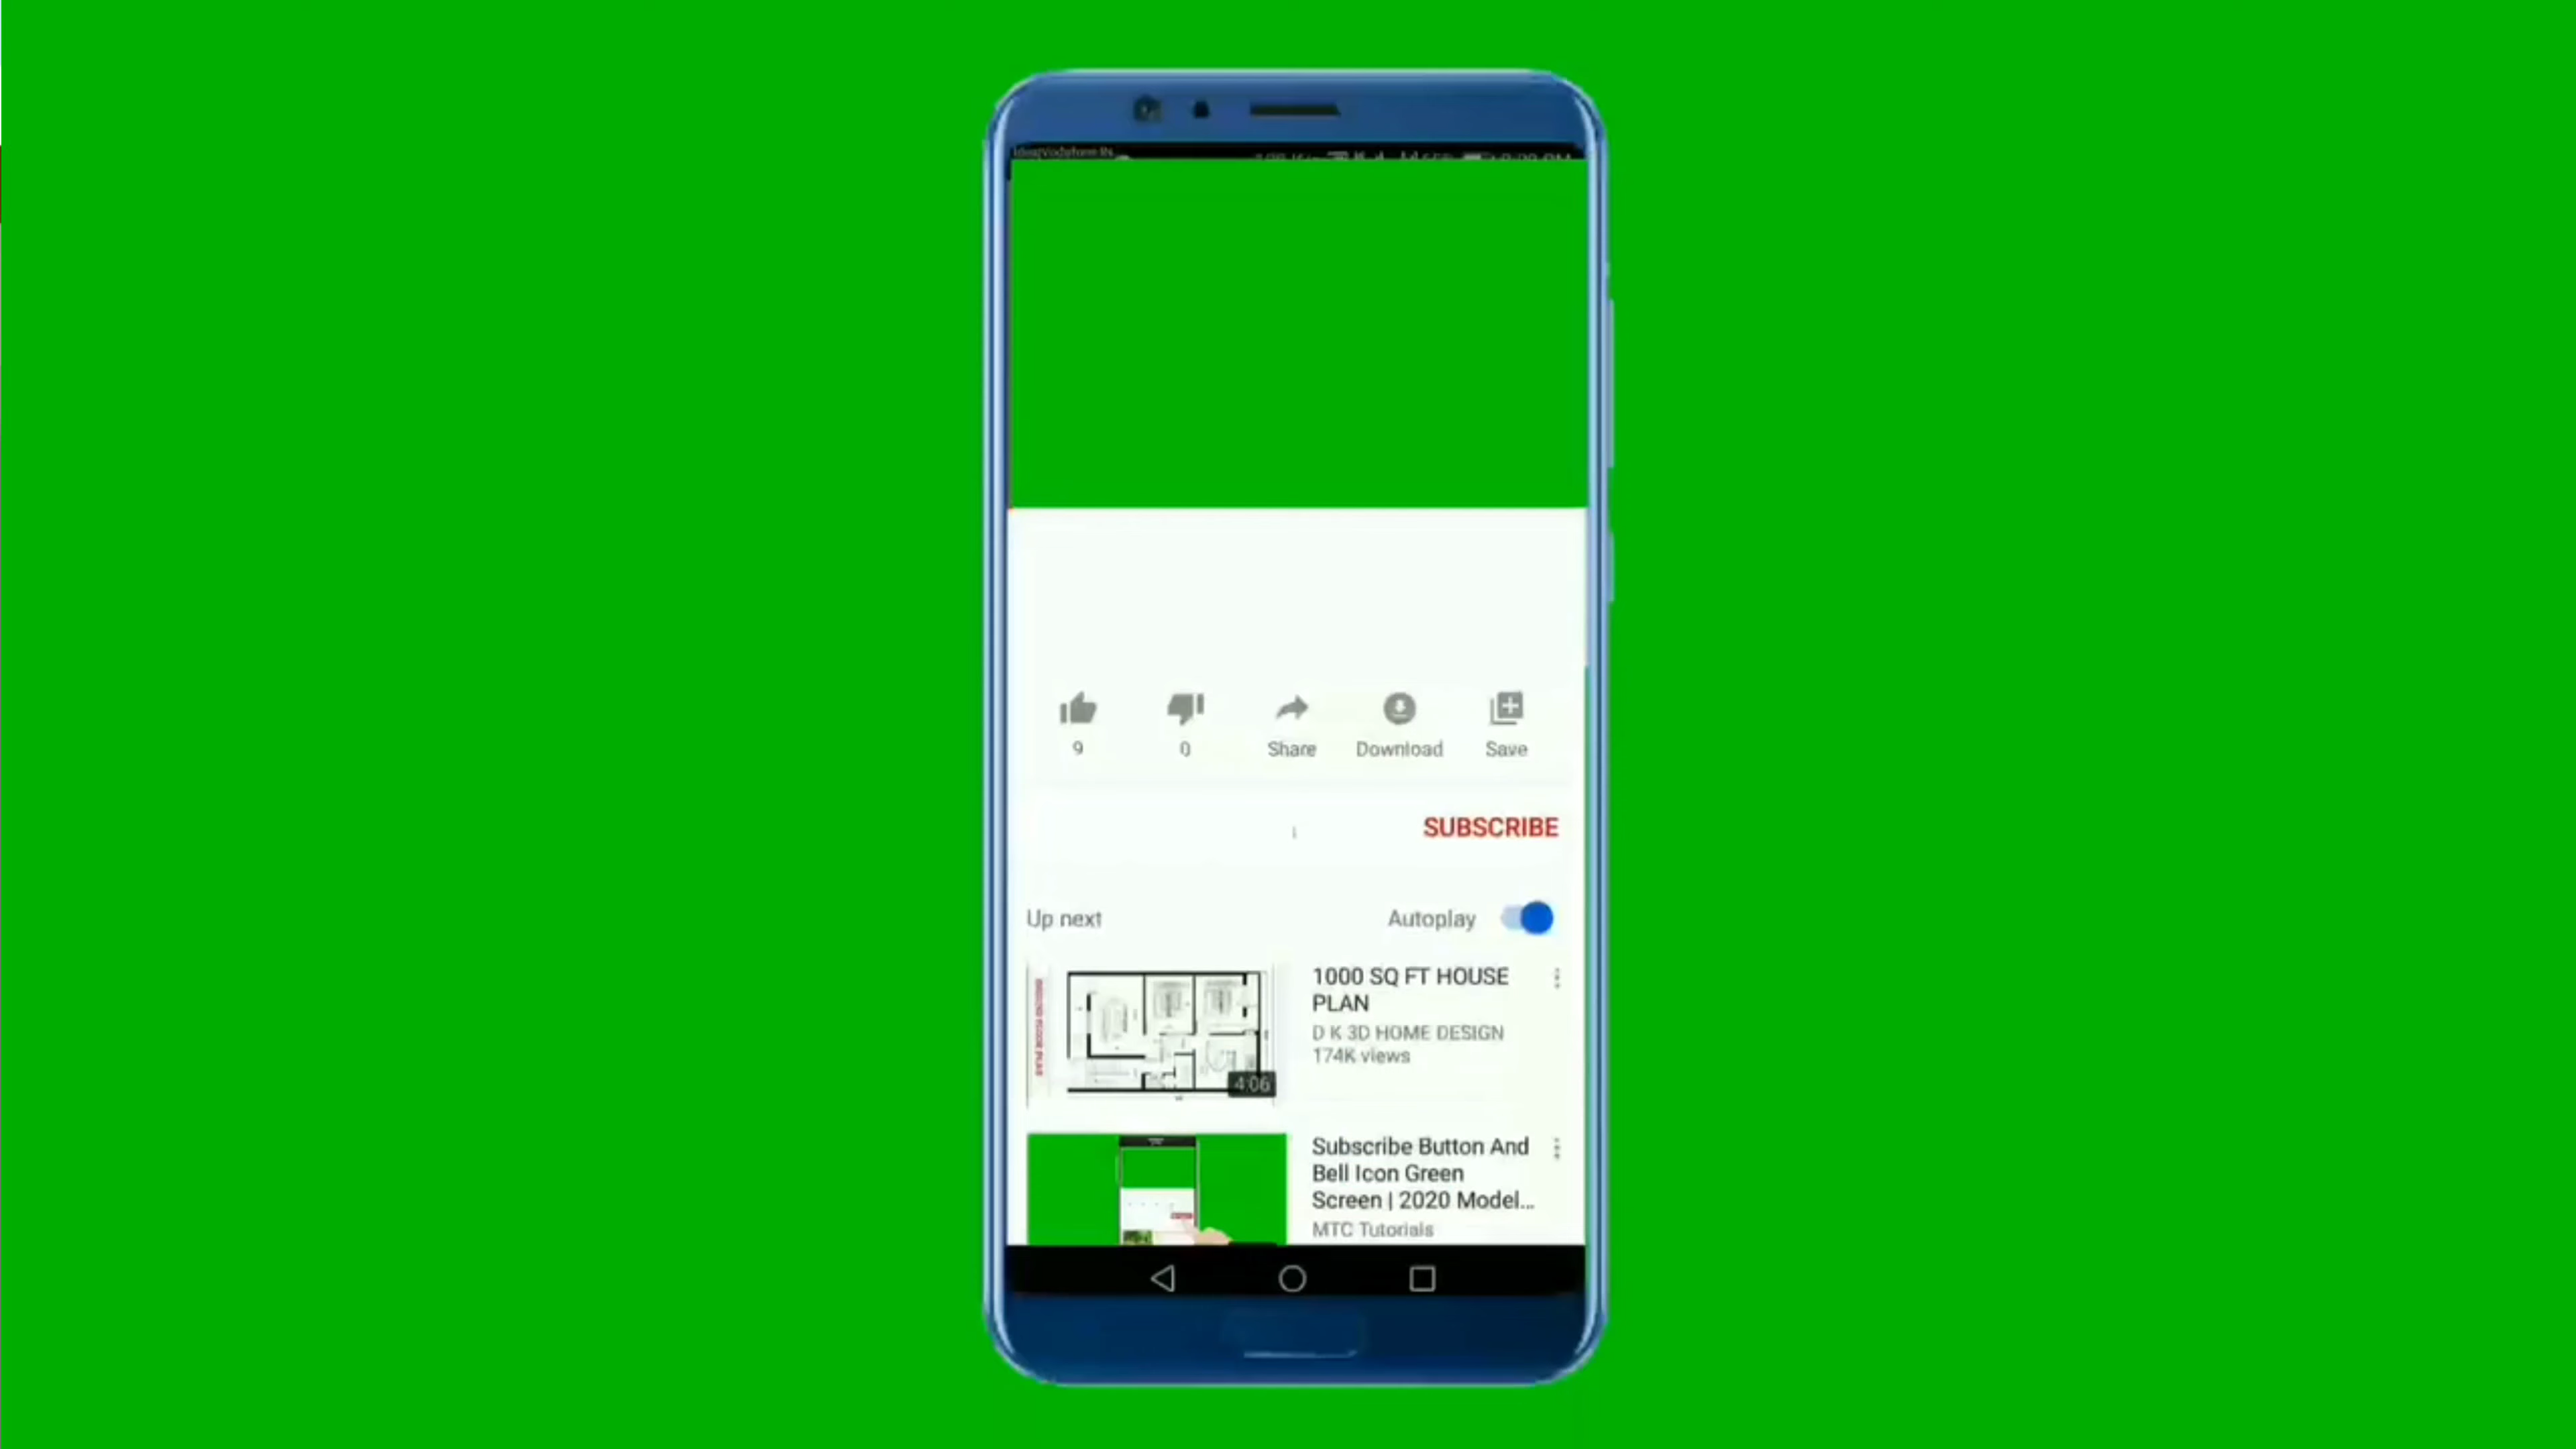 9
0
Share
Download
Save
SUBSCRIBE
Up next
Autoplay
1000 SQ FT HOUSE
PLAN
D K 3D HOME DESIGN
174K views
4:06
Subscribe Button And
Bell Icon Green
Screen | 2020 Model...
MTC Tutorials